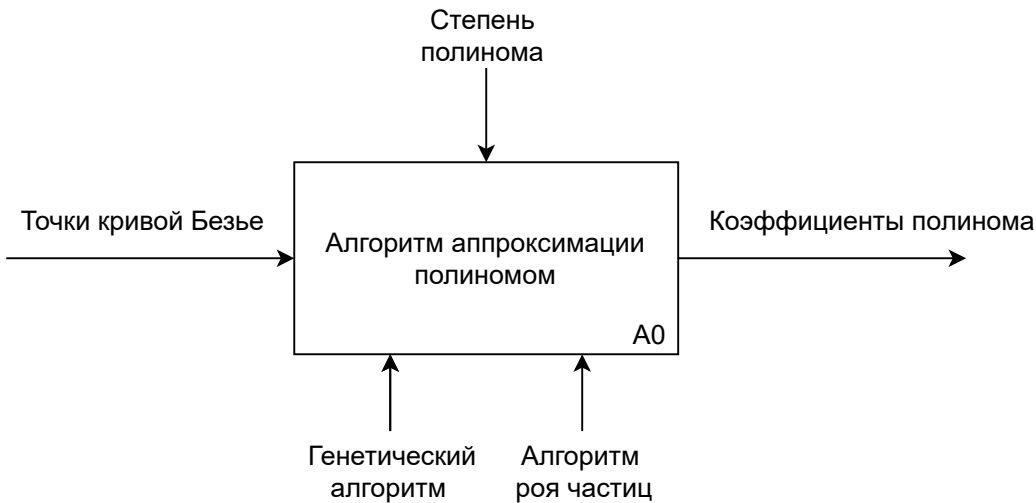 Степень
полинома
Точки кривой Безье
Алгоритм аппроксимации
полиномом
Коэффициенты полинома
A0
Генетический
алгоритм
Алгоритм
роя частиц